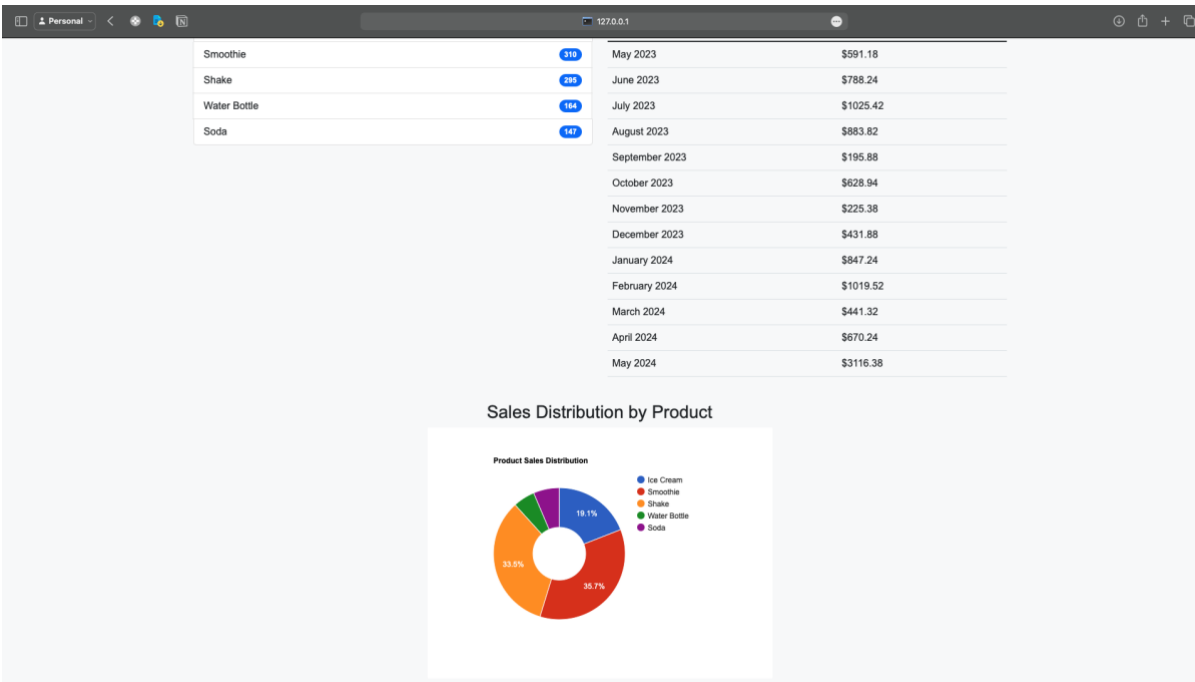 Personal
127.0.0.1
Smoothie 310
Shake 295
Water Bottle 164
Soda 147
May 2023 $591.18
June 2023 $788.24
July 2023 $1025.42
August 2023 $883.82
September 2023 $195.88
October 2023 $628.94
November 2023 $225.38
December 2023 $431.88
January 2024 $847.24
February 2024 $1019.52
March 2024 $441.32
April 2024 $670.24
May 2024 $3116.38
Sales Distribution by Product
Product Sales Distribution
Ice Cream
Smoothie
Shake
Water Bottle
Soda
19.1%
33.5%
35.7%